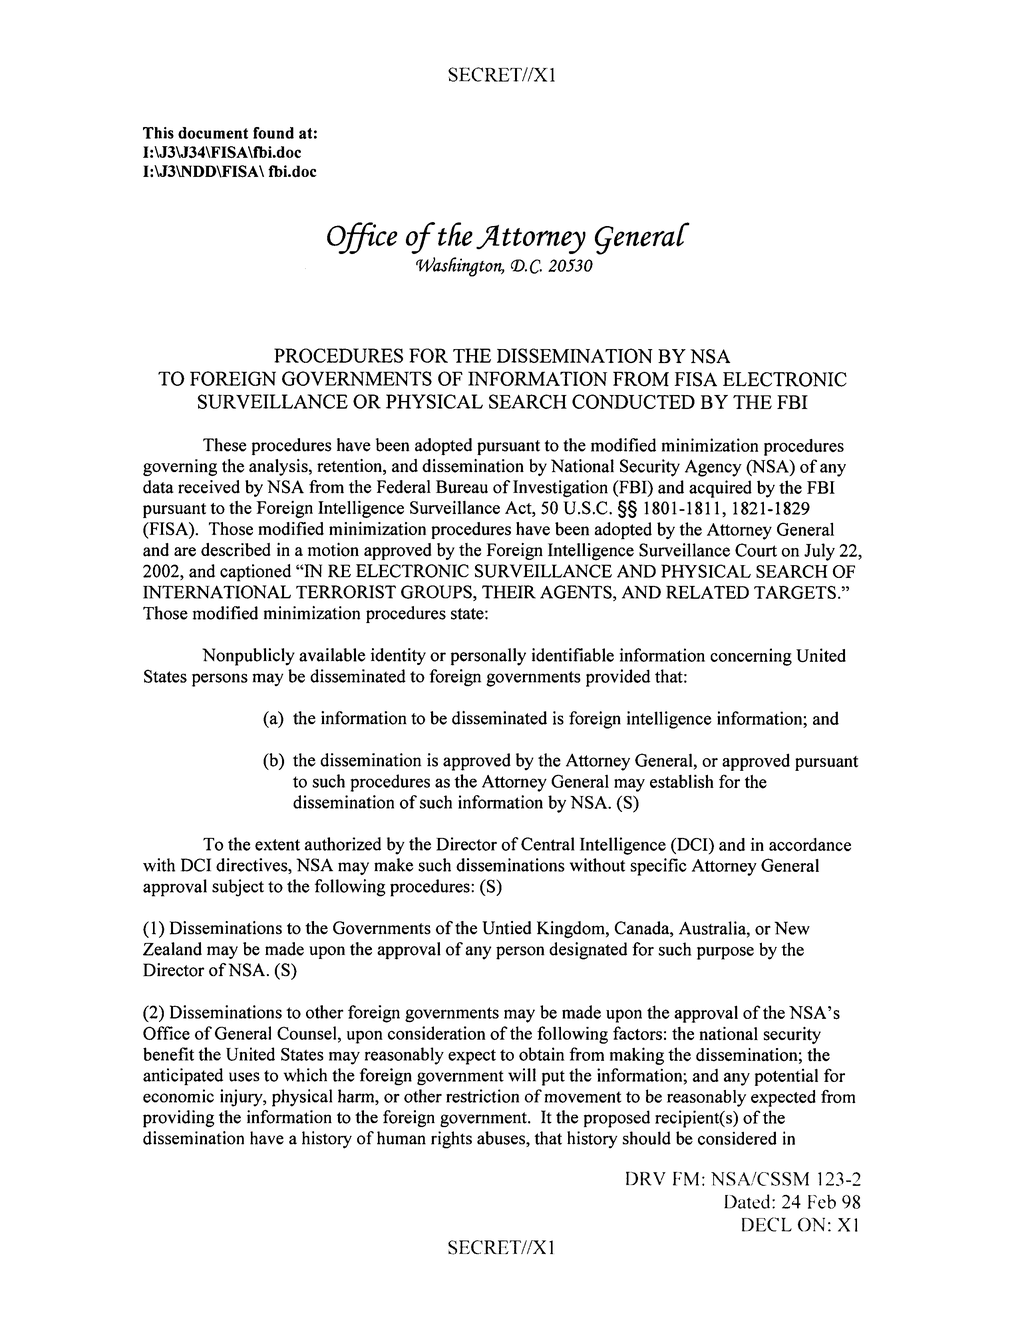 SECRET//X1
This document found at:
I:\J3\J34\FISA\fbi.doc
I:\J3\NDD\FISA\ fbi.doc
Office of the Attorney General
Washington, D.C. 20530
PROCEDURES FOR THE DISSEMINATION BY NSA
TO FOREIGN GOVERNMENTS OF INFORMATION FROM FISA ELECTRONIC
SURVEILLANCE OR PHYSICAL SEARCH CONDUCTED BY THE FBI
These procedures have been adopted pursuant to the modified minimization procedures
governing the analysis, retention, and dissemination by National Security Agency (NSA) of any
data received by NSA from the Federal Bureau of Investigation (FBI) and acquired by the FBI
pursuant to the Foreign Intelligence Surveillance Act, 50 U.S.C. §§ 1801-1811, 1821-1829
(FISA). Those modified minimization procedures have been adopted by the Attorney General
and are described in a motion approved by the Foreign Intelligence Surveillance Court on July 22,
2002, and captioned “IN RE ELECTRONIC SURVEILLANCE AND PHYSICAL SEARCH OF
INTERNATIONAL TERRORIST GROUPS, THEIR AGENTS, AND RELATED TARGETS.”
Those modified minimization procedures state:
Nonpublicly available identity or personally identifiable information concerning United
States persons may be disseminated to foreign governments provided that:
(a) the information to be disseminated is foreign intelligence information; and
(b) the dissemination is approved by the Attorney General, or approved pursuant
to such procedures as the Attorney General may establish for the
dissemination of such information by NSA. (S)
To the extent authorized by the Director of Central Intelligence (DCI) and in accordance
with DCI directives, NSA may make such disseminations without specific Attorney General
approval subject to the following procedures: (S)
(1) Disseminations to the Governments of the Untied Kingdom, Canada, Australia, or New
Zealand may be made upon the approval of any person designated for such purpose by the
Director of NSA. (S)
(2) Disseminations to other foreign governments may be made upon the approval of the NSA’s
Office of General Counsel, upon consideration of the following factors: the national security
benefit the United States may reasonably expect to obtain from making the dissemination; the
anticipated uses to which the foreign government will put the information; and any potential for
economic injury, physical harm, or other restriction of movement to be reasonably expected from
providing the information to the foreign government. It the proposed recipient(s) of the
dissemination have a history of human rights abuses, that history should be considered in
DRV FM: NSA/CSSM 123-2
Dated: 24 Feb 98
DECL ON: X1
SECRET//X1